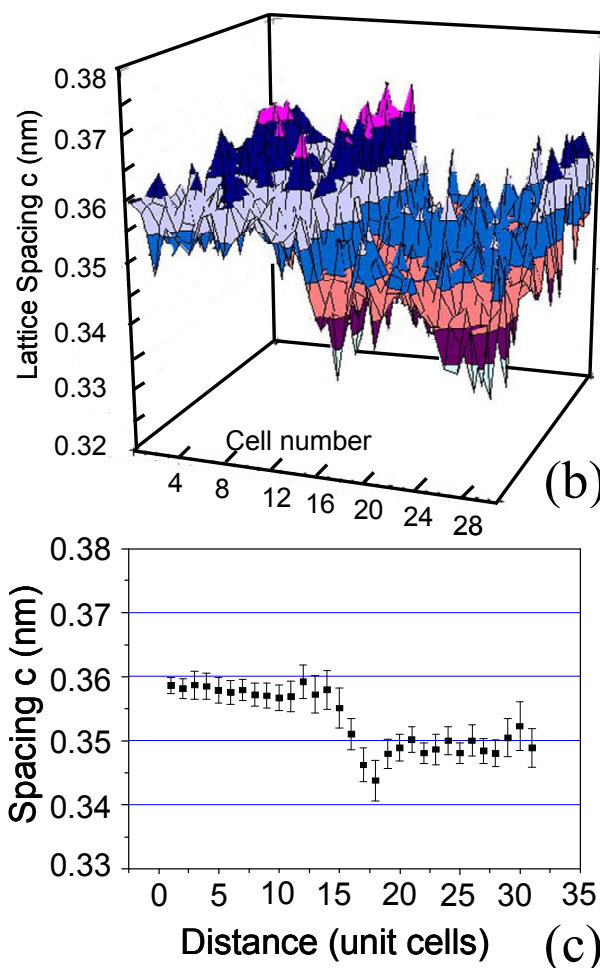 0.38
0.37
0.36
0.35
0.34
0.33
0.32
Lattice Spacing c (nm)
Cell number
4
8
12
16
20
24
28
(b)
0.38
0.37
0.36
0.35
0.34
0.33
Spacing c (nm)
0 5 10 15 20 25 30 35
Distance (unit cells)
(c)